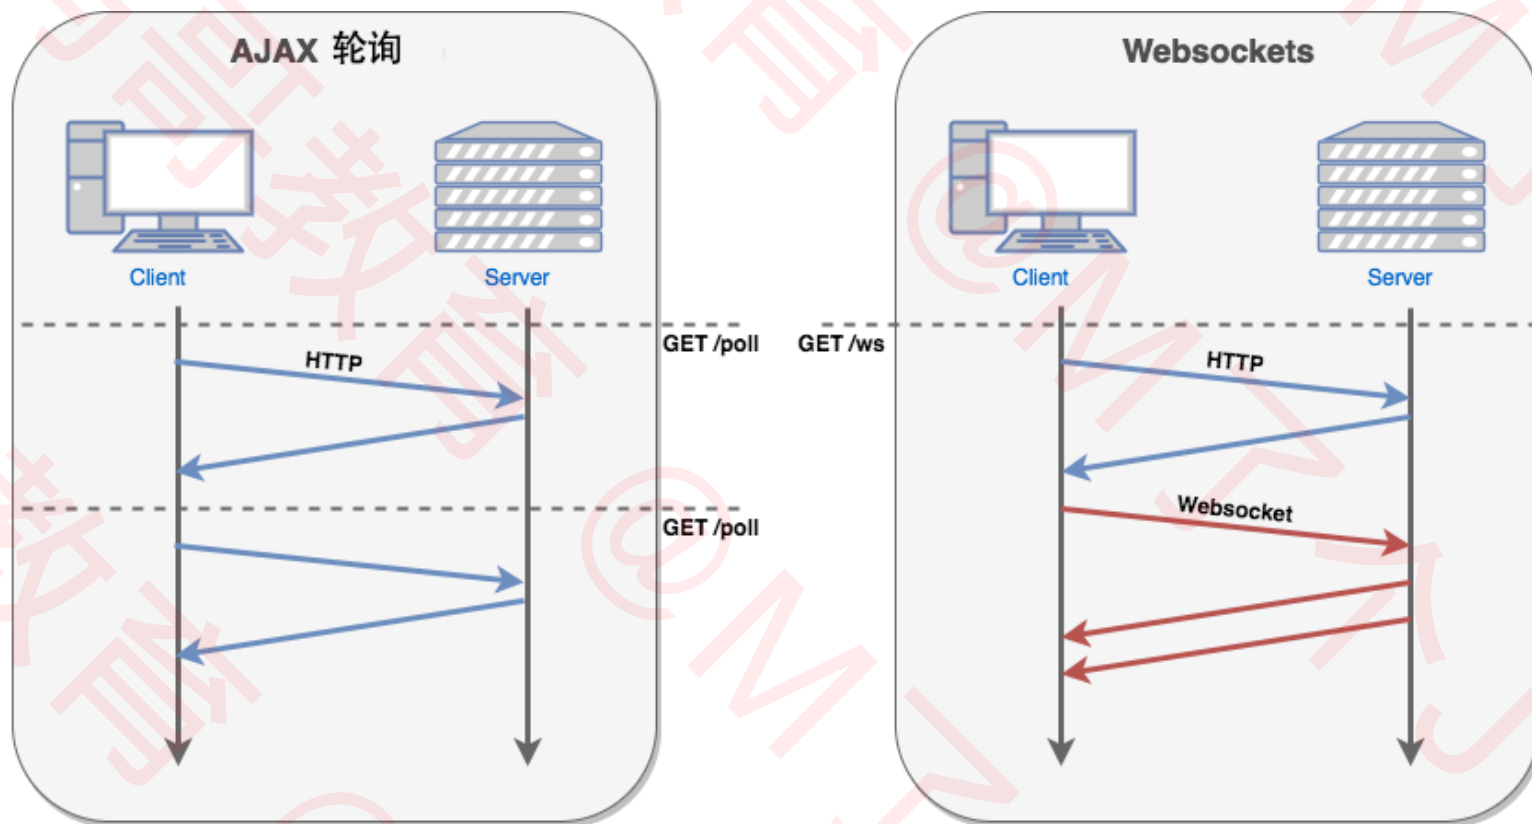 AJAX 轮询
Client
Server
GET /poll
HTTP
GET /poll
Websockets
Client
Server
GET /ws
HTTP
Websocket